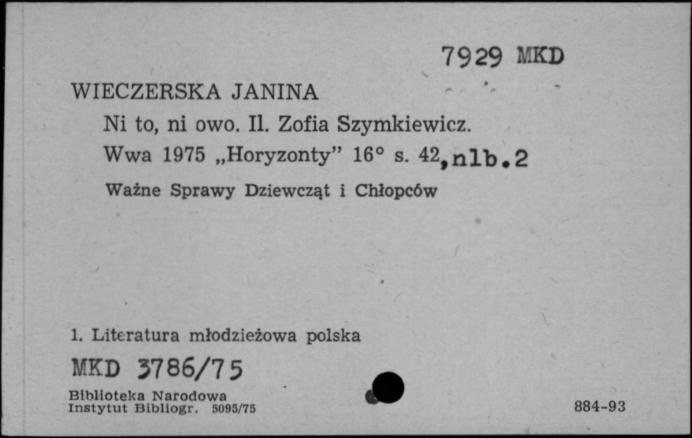 7929 MKD
WIECZERSKA JANINA
Ni to, ni owo. Il. Zofia Szymkiewicz.
Wwa 1975 „Horyzonty” 16° s. 42,nlb.2
Ważne Sprawy Dziewcząt i Chłopców
1. Literatura młodzieżowa polska
MKD 3786/75
Biblioteka Narodowa
Instytut Bibliogr. 5095/75
884-93